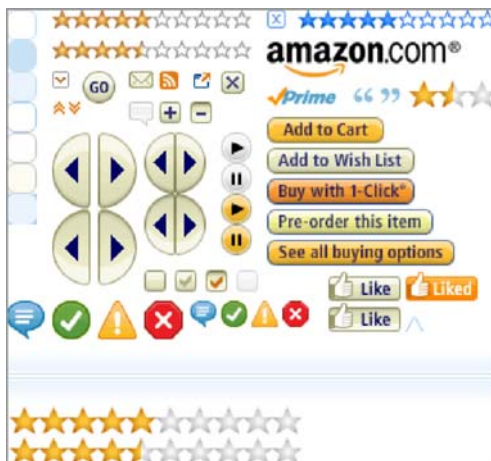 GO
amazon.com®
Prime
Add to Cart
Add to Wish List
Buy with 1-Click®
Pre-order this item
See all buying options
Like
Liked
Like